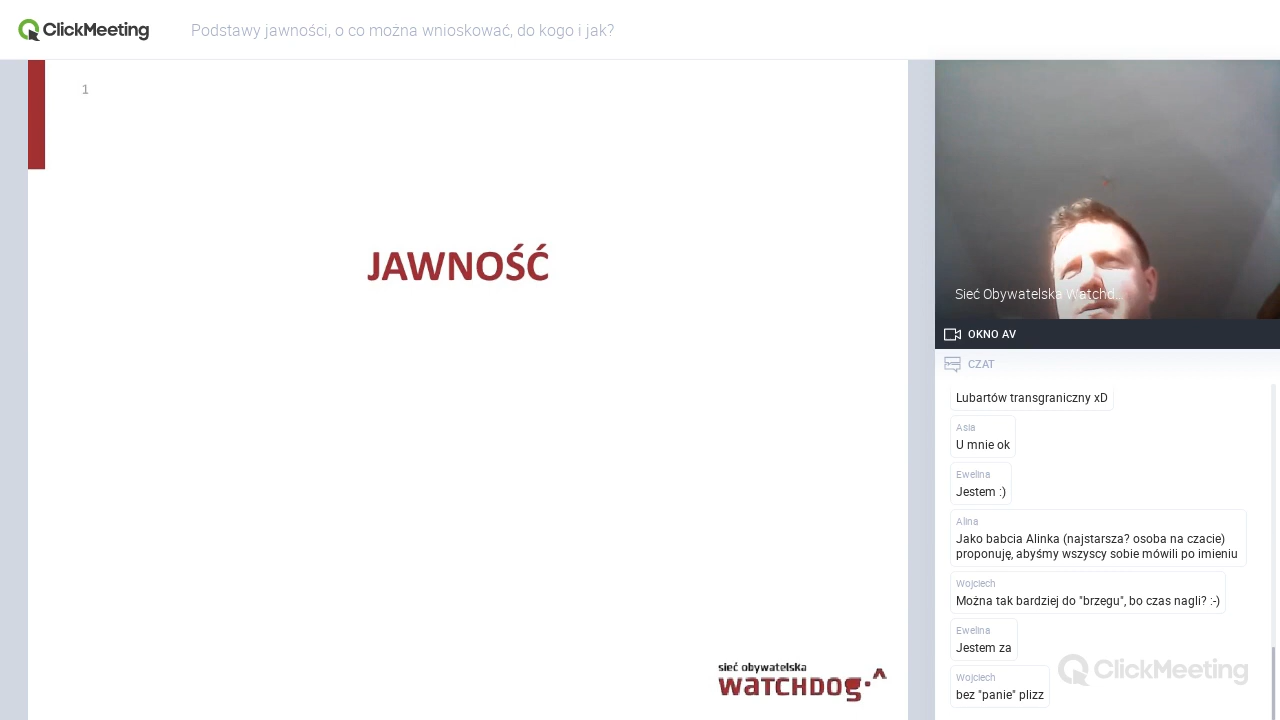 ClickMeeting
Podstawy jawności, o co można wnioskować, do kogo i jak?
1
JAWNOŚĆ
sieć obywatelska
WATCHDOG
Sieć Obywatelska Watchd...
OKNO AV
CZAT
Lubartów transgraniczny xD
Asia
U mnie ok
Ewelina
Jestem :)
Alina
Jako babcia Alinka (najstarsza? osoba na czacie)
proponuję, abyśmy wszyscy sobie mówili po imieniu
Wojciech
Można tak bardziej do "brzegu", bo czas nagli? :-)
Ewelina
Jestem za
Wojciech
bez "panie" plizz
ClickMeeting